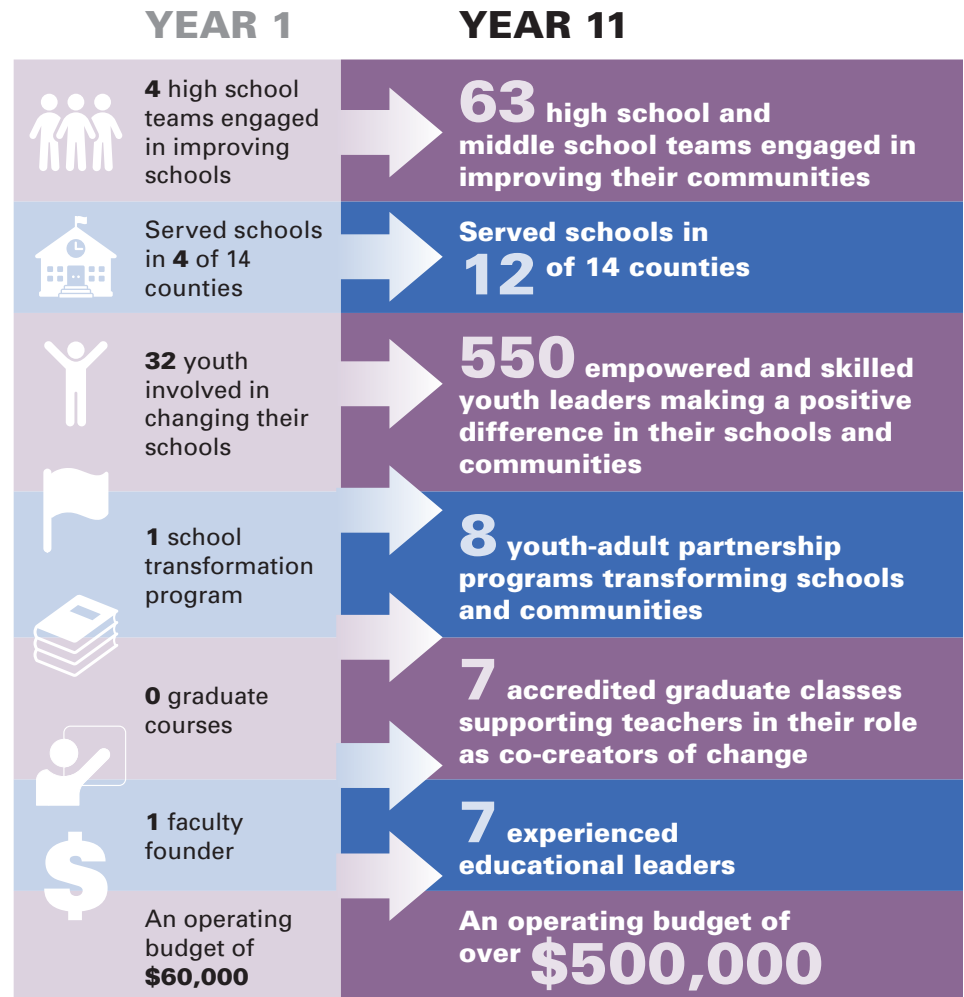 YEAR 1
YEAR 11
4 high school
teams engaged
in improving
schools
63 high school and
middle school teams engaged in
improving their communities
Served schools
in 4 of 14
counties
Served schools in
12 of 14 counties
32 youth
involved in
changing their
schools
550 empowered and skilled
youth leaders making a positive
difference in their schools and
communities
1 school
transformation
program
8 youth-adult partnership
programs transforming schools
and communities
0 graduate
courses
7 accredited graduate classes
supporting teachers in their role
as co-creators of change
1 faculty
founder
7 experienced
educational leaders
$
An operating
budget of
$60,000
An operating budget of
over $500,000